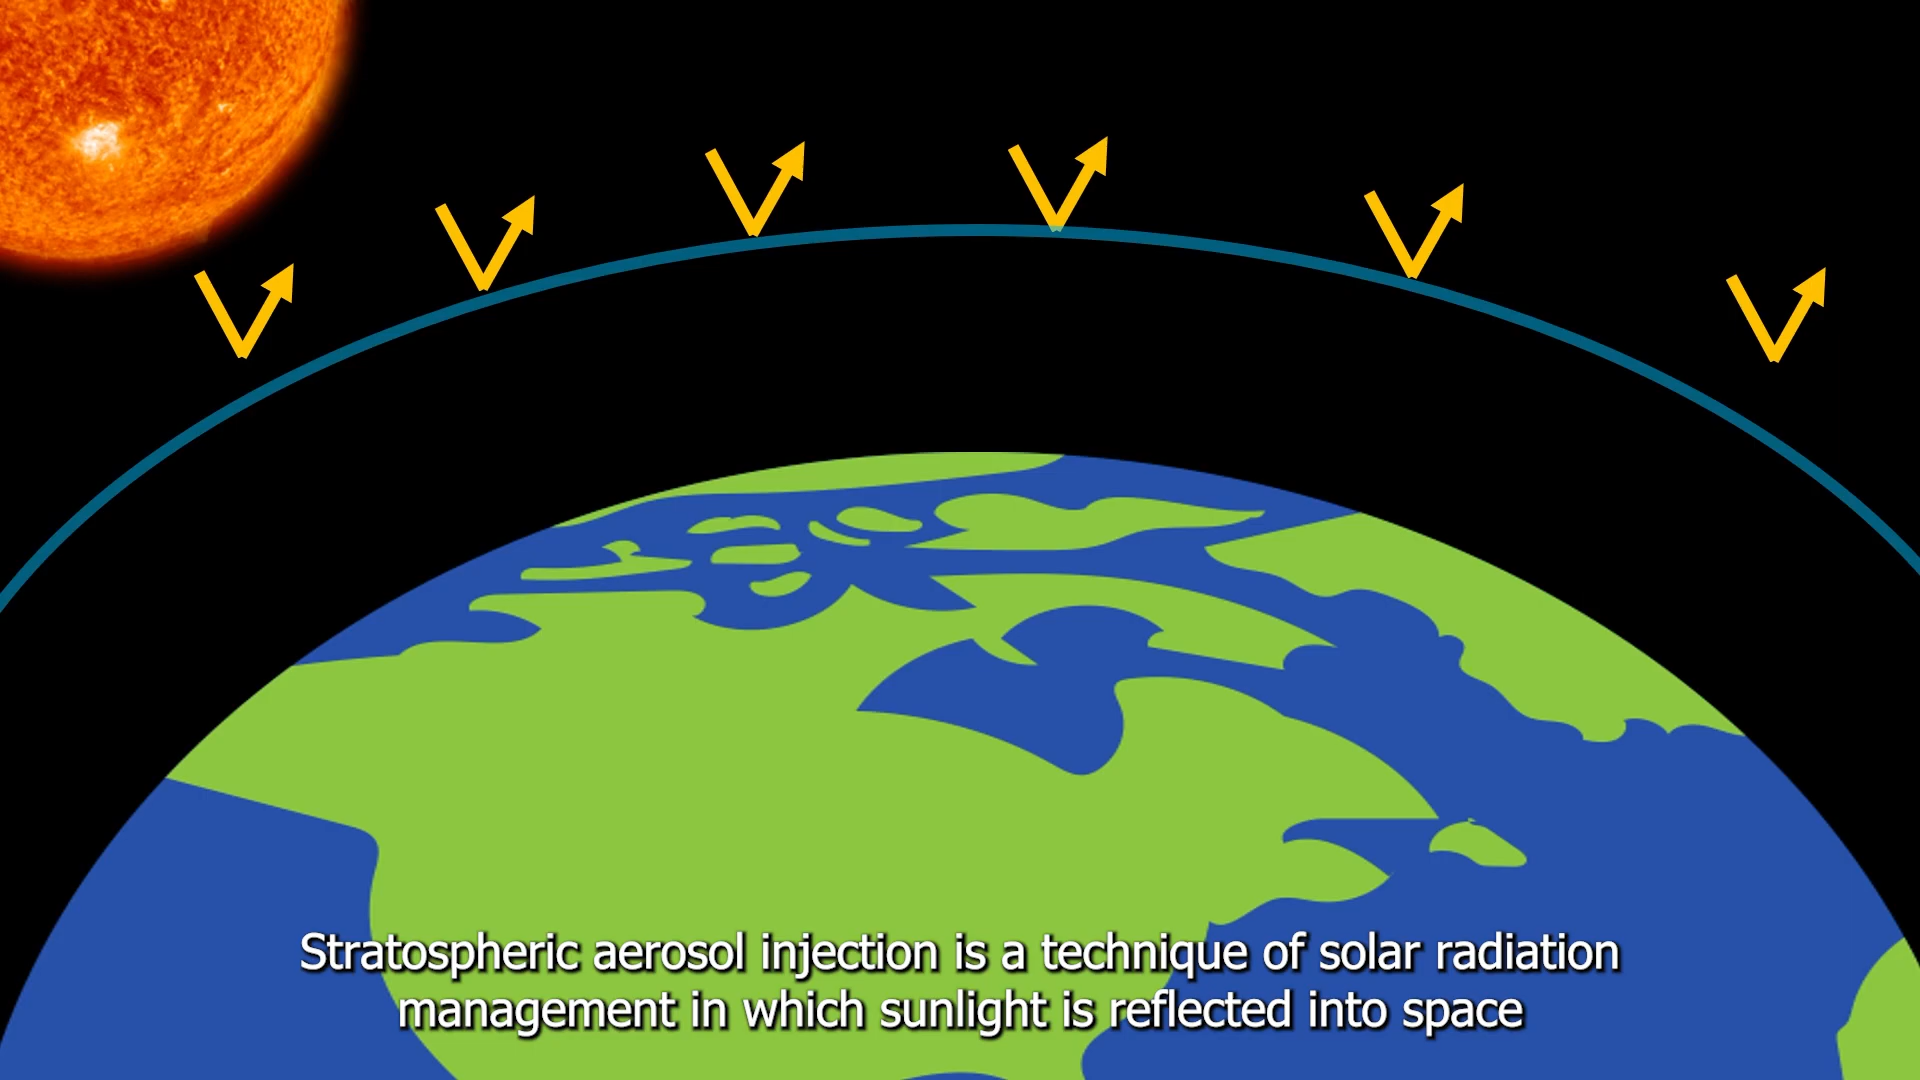 Stratospheric aerosol injection is a technique of solar radiation
management in which sunlight is reflected into space